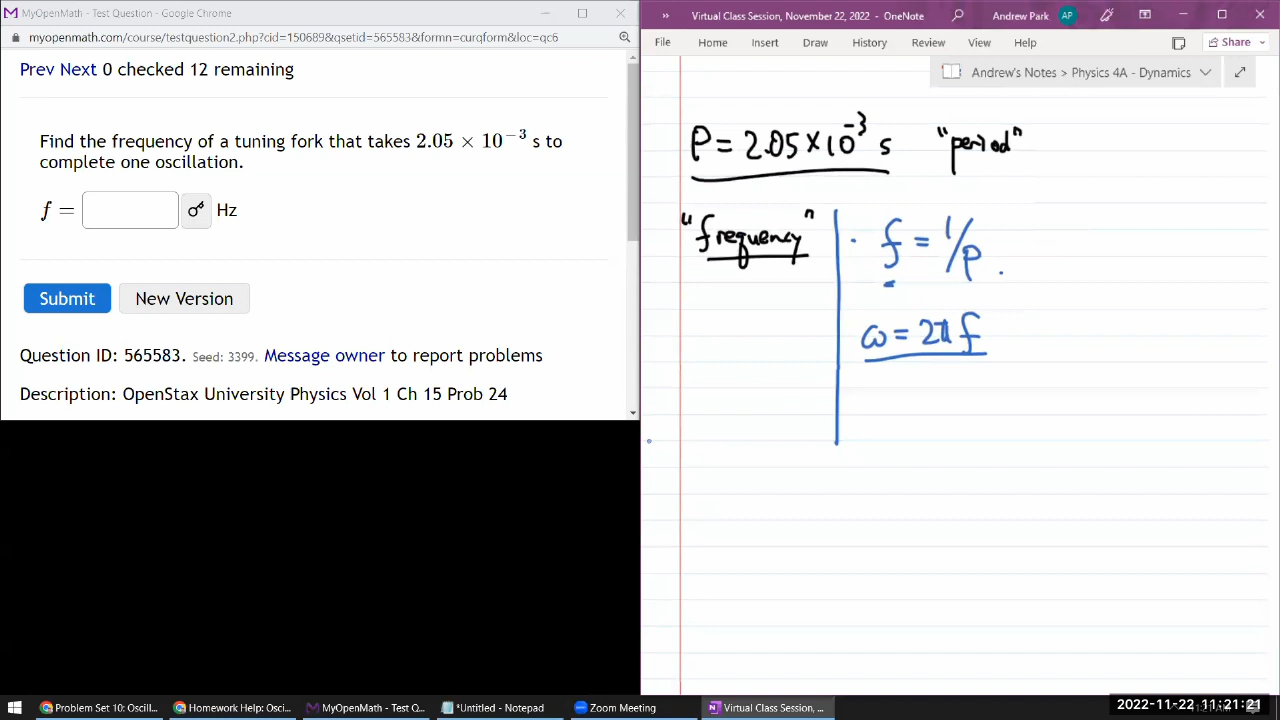 MyOpenMath - Test Question - Google Chrome
myopenmath.com/course/testquestion2.php?cid=150689&qsetid=565583&formn=curqform&loc=qc6
Prev Next 0 checked 12 remaining
Find the frequency of a tuning fork that takes 2.05 × 10⁻³ s to
complete one oscillation.
f = Hz
Submit New Version
Question ID: 565583. Seed: 3399. Message owner to report problems
Description: OpenStax University Physics Vol 1 Ch 15 Prob 24
Virtual Class Session, November 22, 2022 - OneNote
Andrew Park AP
File Home Insert Draw History Review View Help Share
Andrew's Notes > Physics 4A - Dynamics
P = 2.05×10⁻³ s "period"
"frequency" · f = 1/P .
ω = 2π f
Problem Set 10: Oscill... Homework Help: Osci... MyOpenMath - Test Q... *Untitled - Notepad Zoom Meeting Virtual Class Session,...
2022-11-22 11:21:21